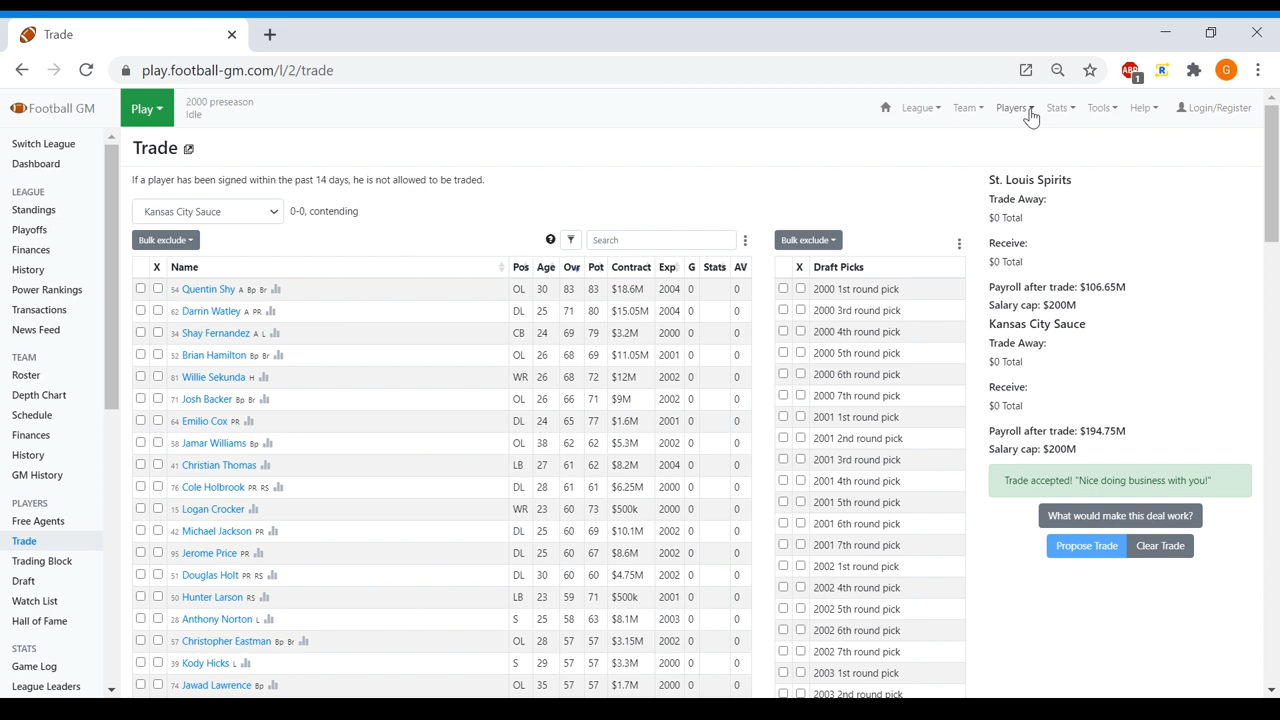 Trade
play.football-gm.com/l/2/trade
ABP
1
R
G
Football GM
Play
2000 preseason
Idle
League
Team
Players
Stats
Tools
Help
Login/Register
Switch League
Dashboard
LEAGUE
Standings
Playoffs
Finances
History
Power Rankings
Transactions
News Feed
TEAM
Roster
Depth Chart
Schedule
Finances
History
GM History
PLAYERS
Free Agents
Trade
Trading Block
Draft
Watch List
Hall of Fame
STATS
Game Log
League Leaders
Trade
If a player has been signed within the past 14 days, he is not allowed to be traded.
Kansas City Sauce 0-0, contending
Bulk exclude
Search
X Name Pos Age Ovr Pot Contract Exp G Stats AV
54 Quentin Shy A Bp Br OL 30 83 83 $18.6M 2004 0 0
62 Darrin Watley A PR DL 25 71 80 $15.05M 2004 0 0
34 Shay Fernandez A L CB 24 69 79 $3.2M 2000 0 0
52 Brian Hamilton Bp Br OL 26 68 69 $11.05M 2001 0 0
81 Willie Sekunda H WR 26 68 72 $12M 2002 0 0
71 Josh Backer Bp Br OL 26 66 71 $9M 2002 0 0
64 Emilio Cox PR DL 24 65 77 $1.6M 2001 0 0
58 Jamar Williams Bp OL 38 62 62 $5.3M 2002 0 0
41 Christian Thomas LB 27 61 62 $8.2M 2004 0 0
76 Cole Holbrook PR RS DL 28 61 61 $6.25M 2000 0 0
15 Logan Crocker WR 23 60 73 $500k 2000 0 0
42 Michael Jackson PR DL 25 60 60 $10.1M 2002 0 0
95 Jerome Price PR DL 25 60 67 $8.6M 2002 0 0
51 Douglas Holt PR RS DL 30 60 60 $4.75M 2002 0 0
50 Hunter Larson RS LB 23 59 71 $500k 2001 0 0
28 Anthony Norton L S 25 58 63 $8.1M 2003 0 0
57 Christopher Eastman Bp Br OL 28 57 57 $3.15M 2002 0 0
39 Kody Hicks L S 29 57 57 $3.3M 2000 0 0
74 Jawad Lawrence Bp OL 35 57 57 $1.7M 2000 0 0
Bulk exclude
X Draft Picks
2000 1st round pick
2000 3rd round pick
2000 4th round pick
2000 5th round pick
2000 6th round pick
2000 7th round pick
2001 1st round pick
2001 2nd round pick
2001 3rd round pick
2001 4th round pick
2001 5th round pick
2001 6th round pick
2001 7th round pick
2002 1st round pick
2002 4th round pick
2002 5th round pick
2002 6th round pick
2002 7th round pick
2003 1st round pick
2003 2nd round pick
St. Louis Spirits
Trade Away:
$0 Total
Receive:
$0 Total
Payroll after trade: $106.65M
Salary cap: $200M
Kansas City Sauce
Trade Away:
$0 Total
Receive:
$0 Total
Payroll after trade: $194.75M
Salary cap: $200M
Trade accepted! "Nice doing business with you!"
What would make this deal work?
Propose Trade
Clear Trade